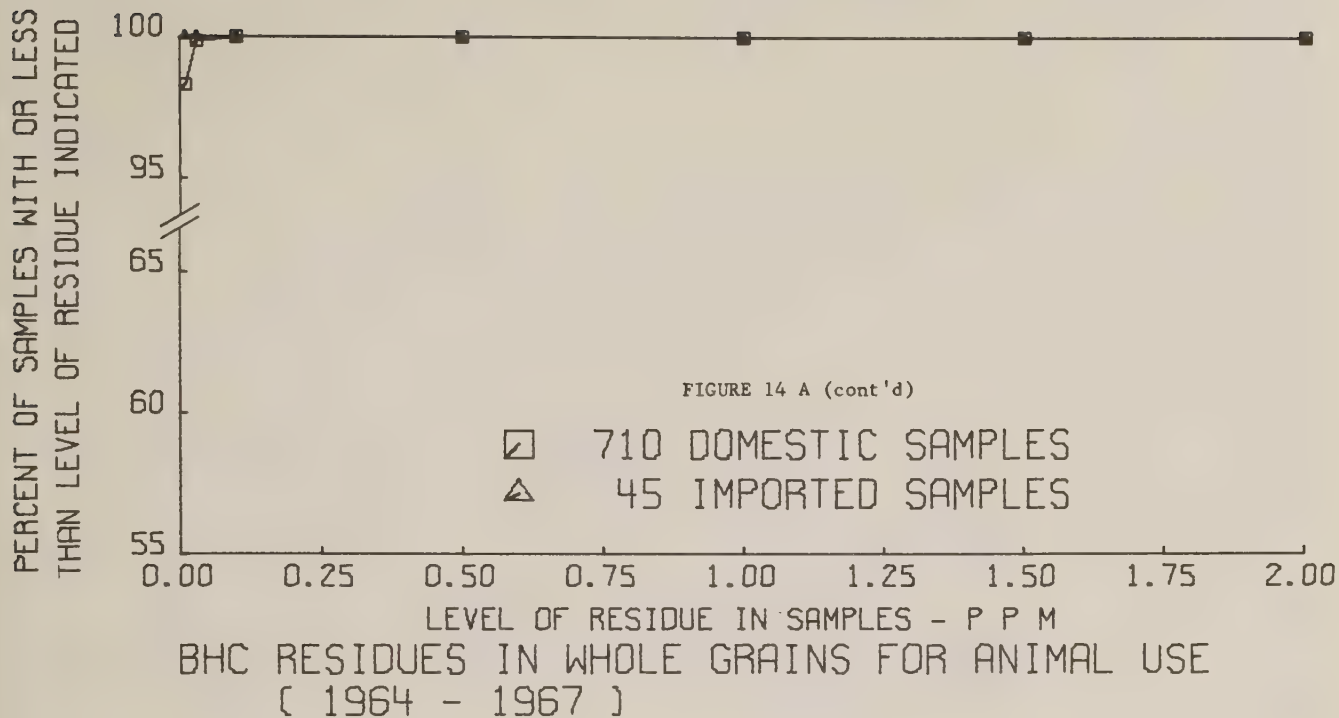 PERCENT OF SAMPLES WITH OR LESS
THAN LEVEL OF RESIDUE INDICATED
100
95
65
60
55
FIGURE 14 A (cont'd)
710 DOMESTIC SAMPLES
45 IMPORTED SAMPLES
0.00 0.25 0.50 0.75 1.00 1.25 1.50 1.75 2.00
LEVEL OF RESIDUE IN SAMPLES - P P M
BHC RESIDUES IN WHOLE GRAINS FOR ANIMAL USE
( 1964 - 1967 )